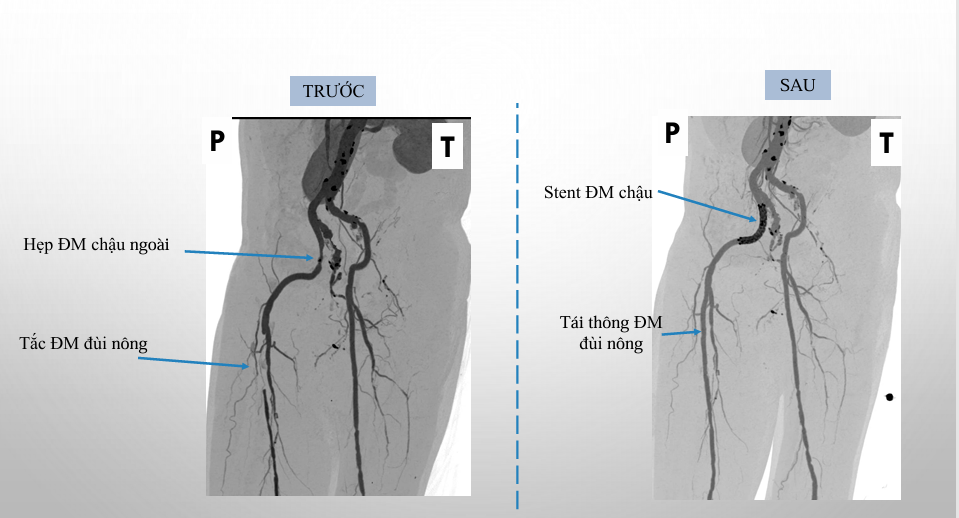 TRƯỚC
SAU
P
T
P
T
Stent ĐM chậu
Hẹp ĐM chậu ngoài
Tái thông ĐM
đùi nông
Tắc ĐM đùi nông